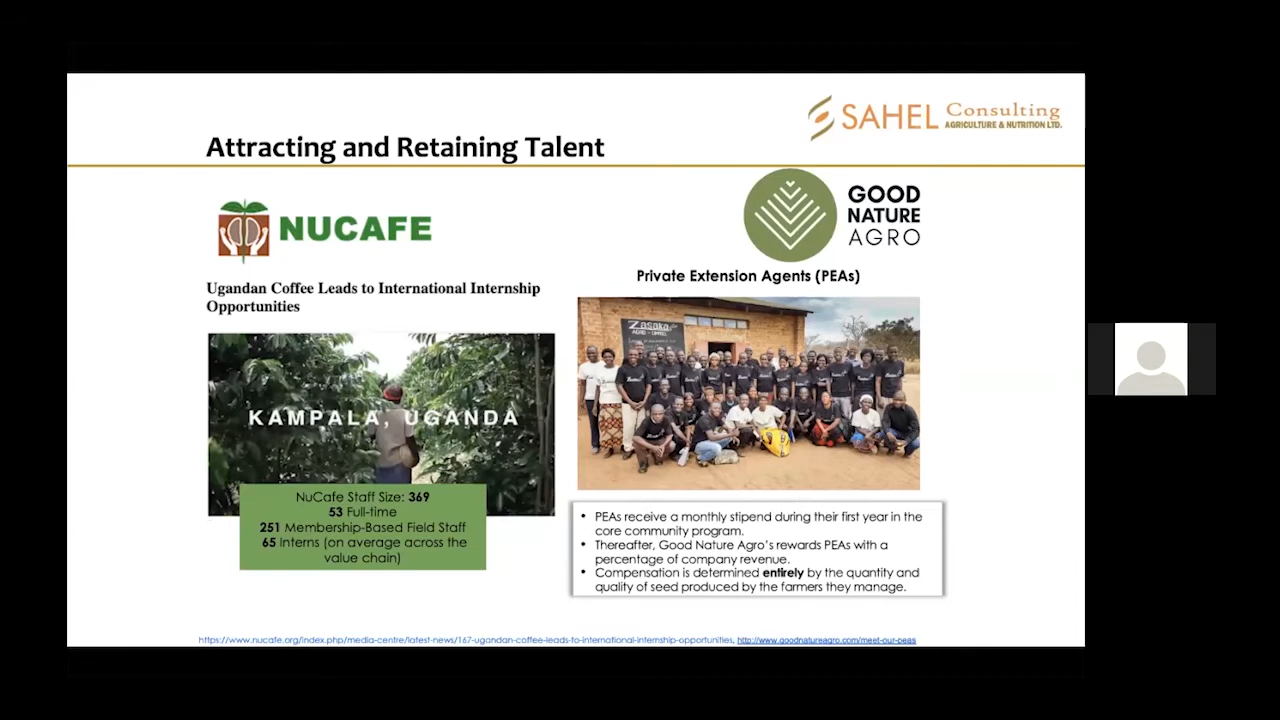 SAHEL Consulting
AGRICULTURE & NUTRITION LTD.
Attracting and Retaining Talent
NUCAFE
Ugandan Coffee Leads to International Internship
Opportunities
KAMPALA, UGANDA
NuCafe Staff Size: 369
53 Full-time
251 Membership-Based Field Staff
65 Interns (on average across the
value chain)
GOOD
NATURE
AGRO
Private Extension Agents (PEAs)
Zasaka
AGRO - LIMITED
• PEAs receive a monthly stipend during their first year in the
core community program.
• Thereafter, Good Nature Agro's rewards PEAs with a
percentage of company revenue.
• Compensation is determined entirely by the quantity and
quality of seed produced by the farmers they manage.
https://www.nucafe.org/index.php/media-centre/latest-news/167-ugandan-coffee-leads-to-international-internship-opportunities, http://www.goodnatureagro.com/meet-our-peas